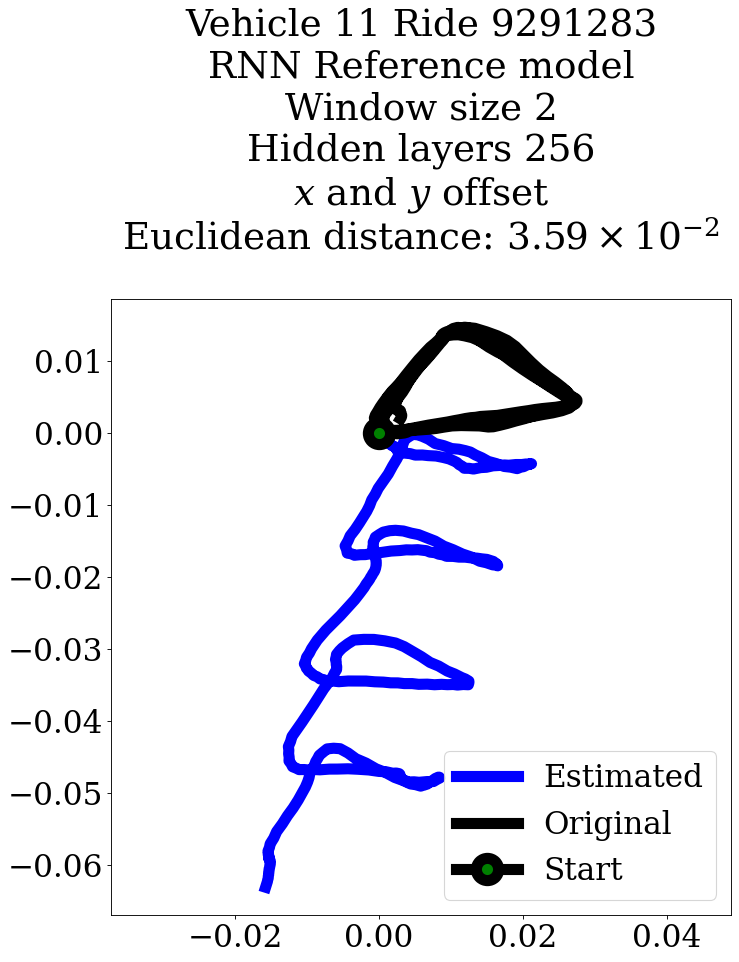 Vehicle 11 Ride 9291283
RNN Reference model
Window size 2
Hidden layers 256
x and y offset
Euclidean distance: 3.59 × 10⁻²
0.01
0.00
−0.01
−0.02
−0.03
−0.04
−0.05
−0.06
Estimated
Original
Start
−0.02 0.00 0.02 0.04